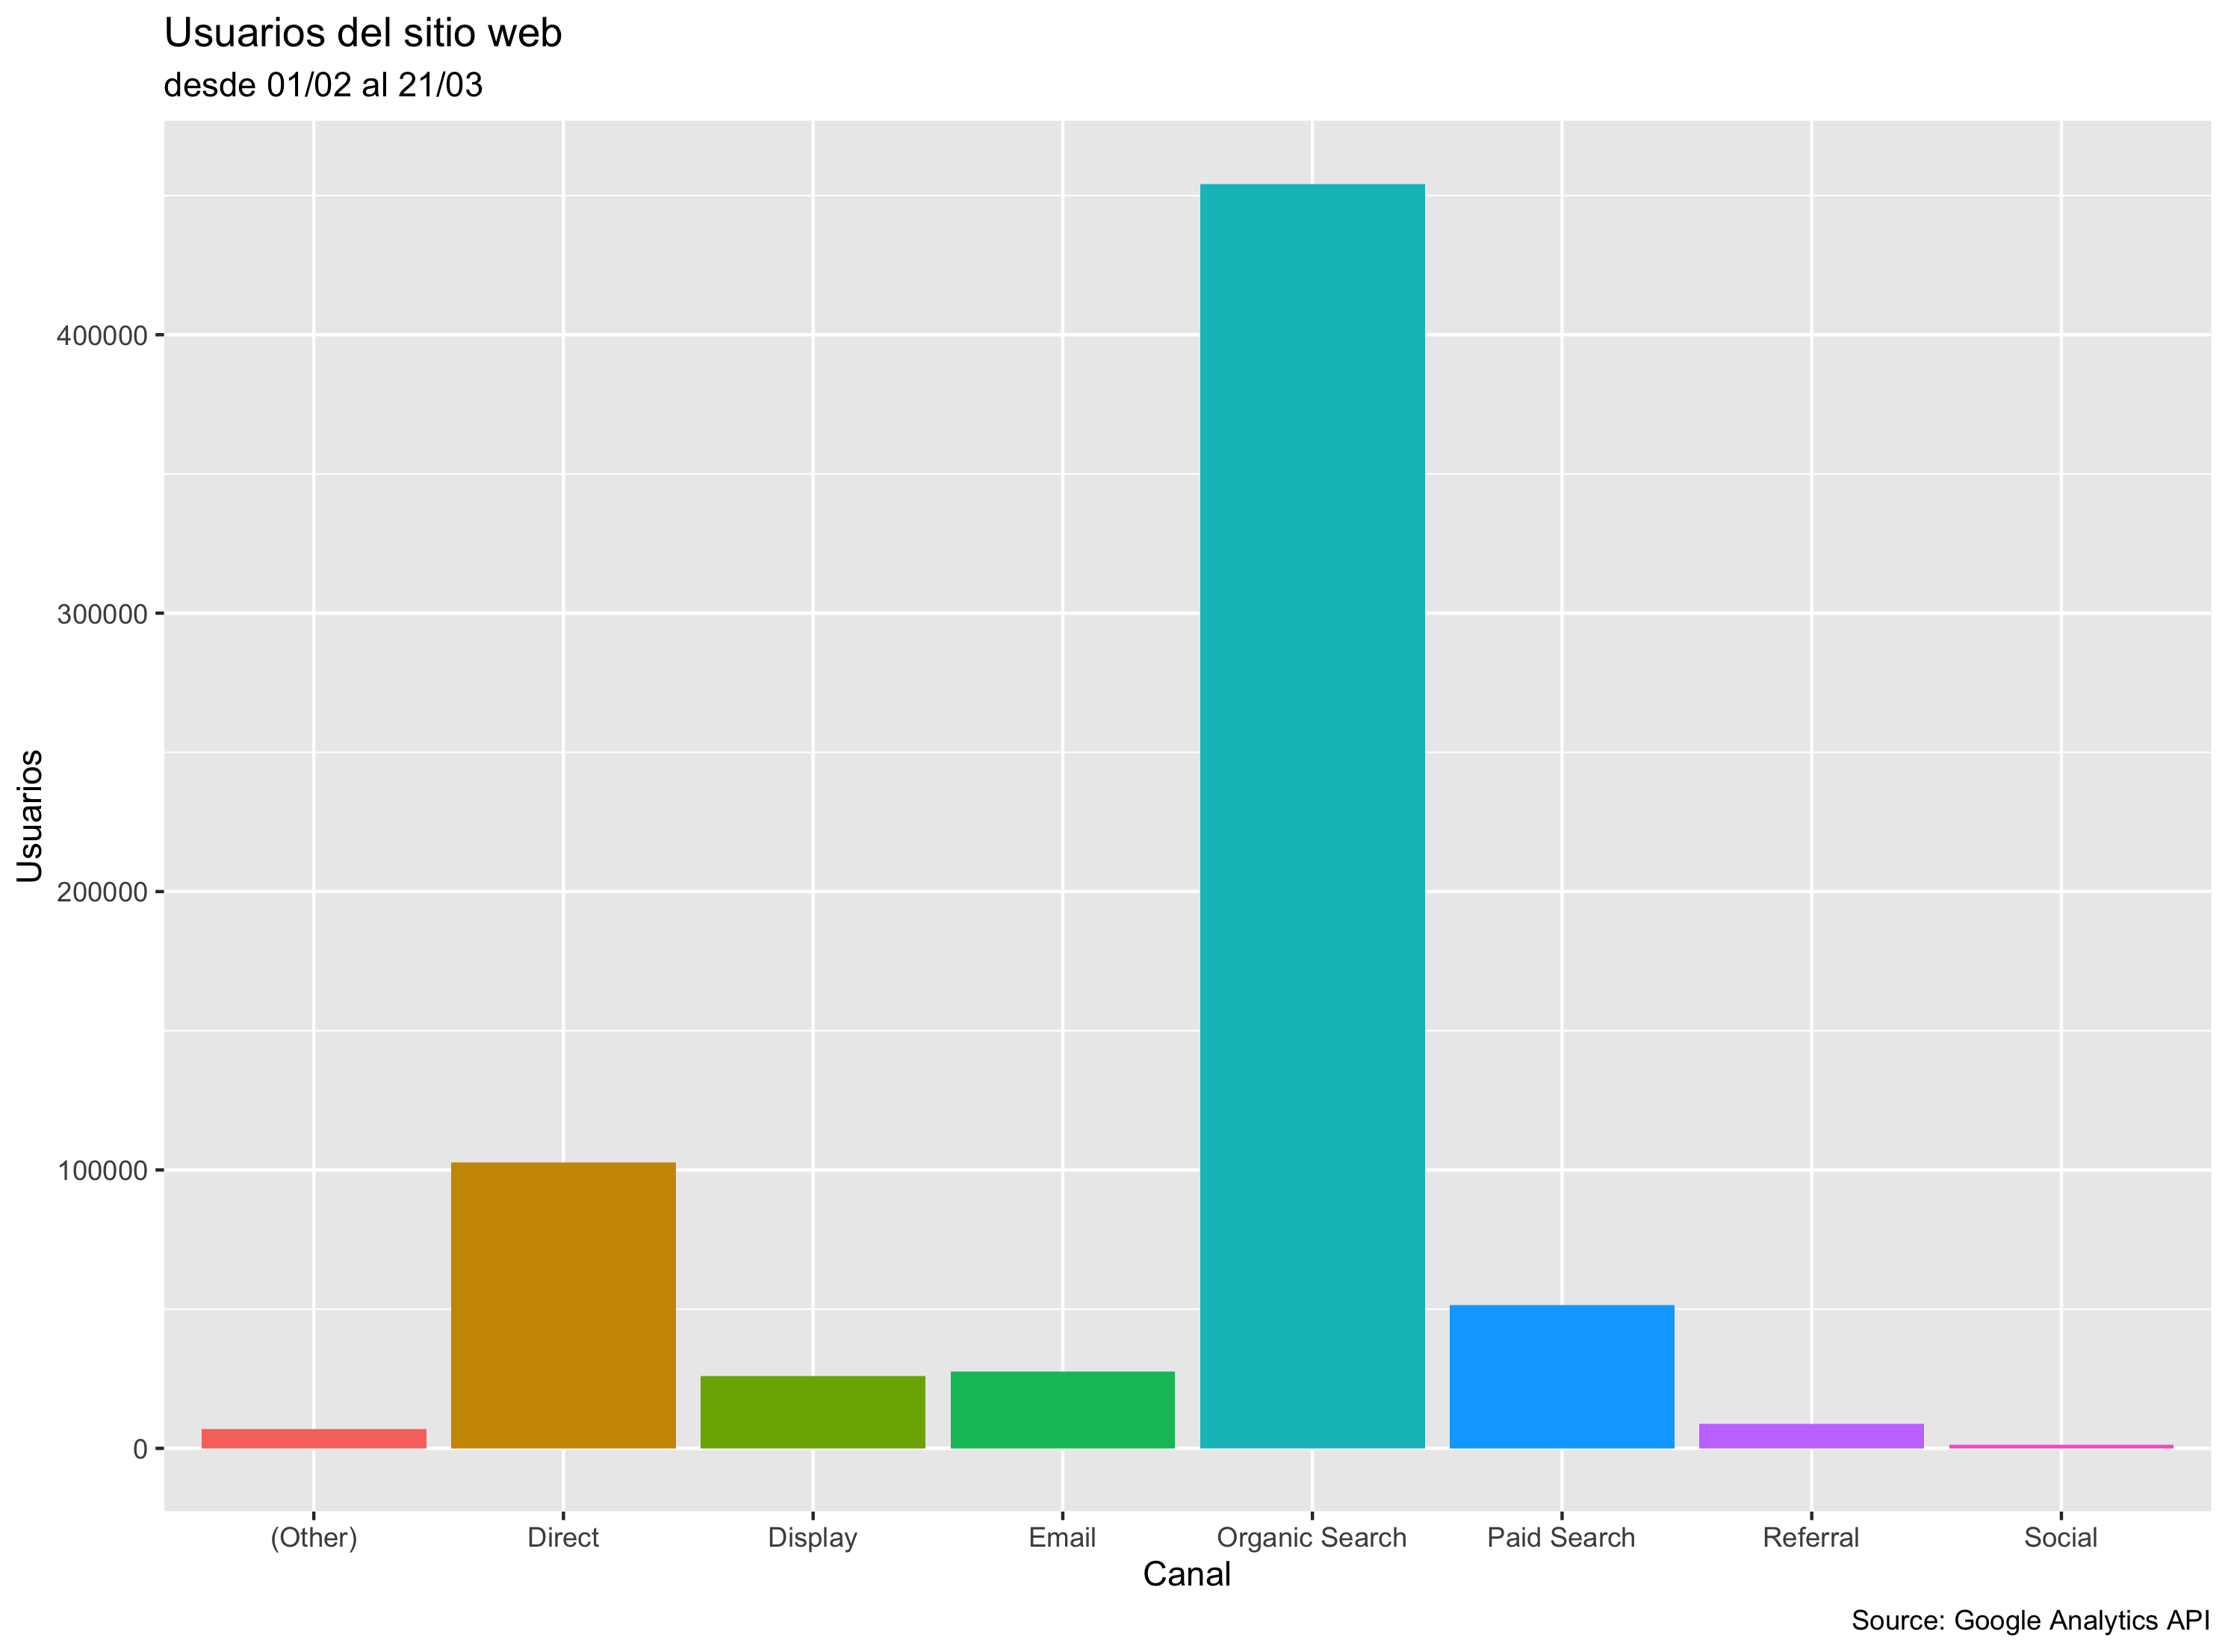 Usuarios del sitio web
desde 01/02 al 21/03
Usuarios
400000
300000
200000
100000
0
(Other) Direct Display Email Organic Search Paid Search Referral Social
Canal
Source: Google Analytics API